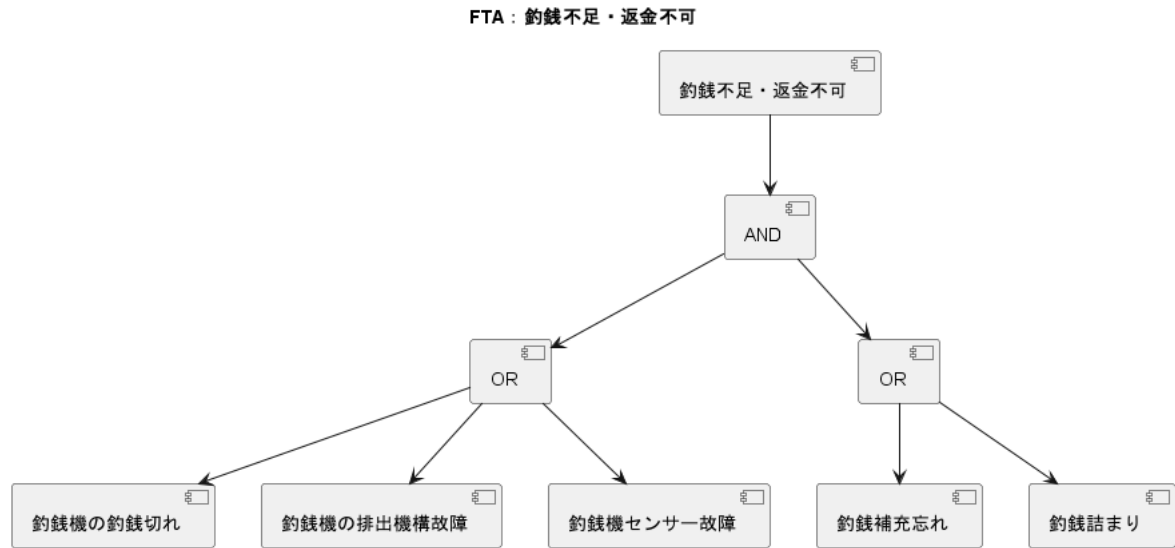 FTA : 釣銭不足・返金不可
釣銭不足・返金不可
AND
OR
OR
釣銭機の釣銭切れ
釣銭機の排出機構故障
釣銭機センサー故障
釣銭補充忘れ
釣銭詰まり